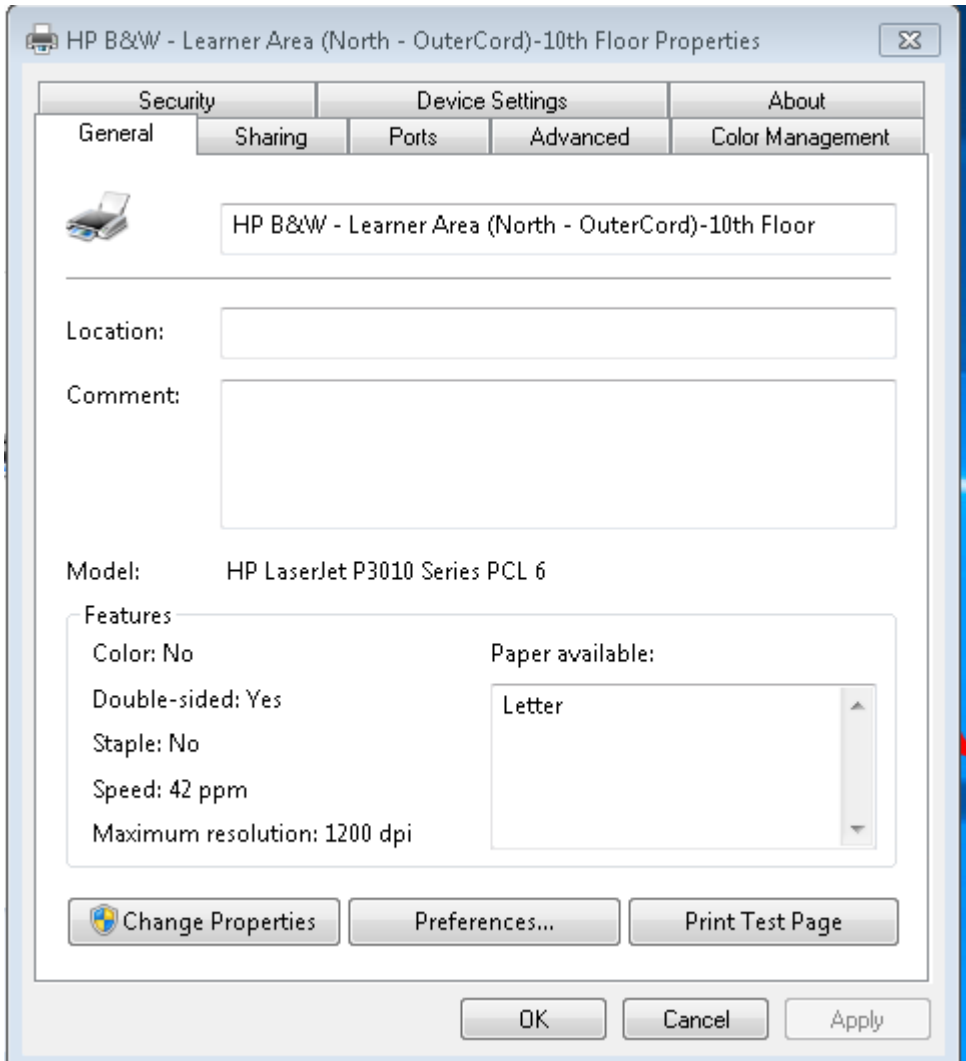 HP B&W - Learner Area (North - OuterCord)-10th Floor Properties
Security Device Settings About
General Sharing Ports Advanced Color Management
HP B&W - Learner Area (North - OuterCord)-10th Floor
Location:
Comment:
Model: HP LaserJet P3010 Series PCL 6
Features
Color: No Paper available:
Double-sided: Yes Letter
Staple: No
Speed: 42 ppm
Maximum resolution: 1200 dpi
Change Properties Preferences... Print Test Page
OK Cancel Apply